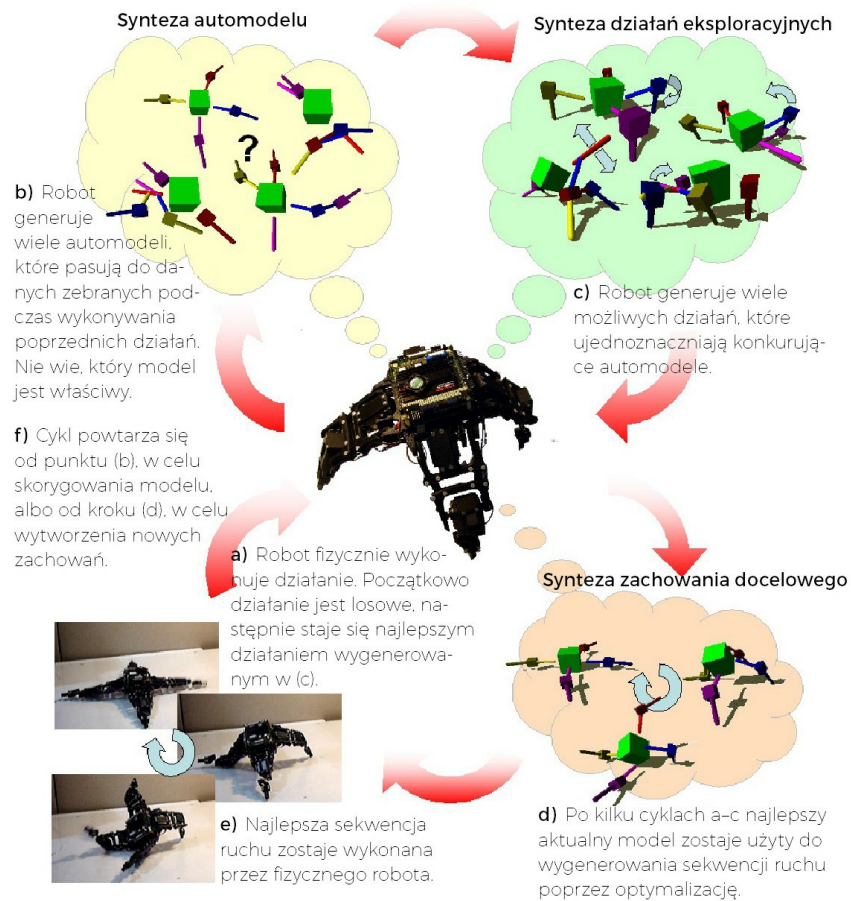 Synteza automodelu
Synteza działań eksploracyjnych
?
b) Robot
generuje
wiele automodeli,
które pasują do da-
nych zebranych pod-
czas wykonywania
poprzednich działań.
Nie wie, który model
jest właściwy.
c) Robot generuje wiele
możliwych działań, które
ujednoznaczniają konkurują-
ce automodele.
f) Cykl powtarza się
od punktu (b), w celu
skorygowania modelu,
albo od kroku (d), w celu
wytworzenia nowych
zachowań.
a) Robot fizycznie wyko-
nuje działanie. Początkowo
działanie jest losowe, na-
stępnie staje się najlepszym
działaniem wygenerowa-
nym w (c).
Synteza zachowania docelowego
d) Po kilku cyklach a–c najlepszy
aktualny model zostaje użyty do
wygenerowania sekwencji ruchu
poprzez optymalizację.
e) Najlepsza sekwencja
ruchu zostaje wykonana
przez fizycznego robota.